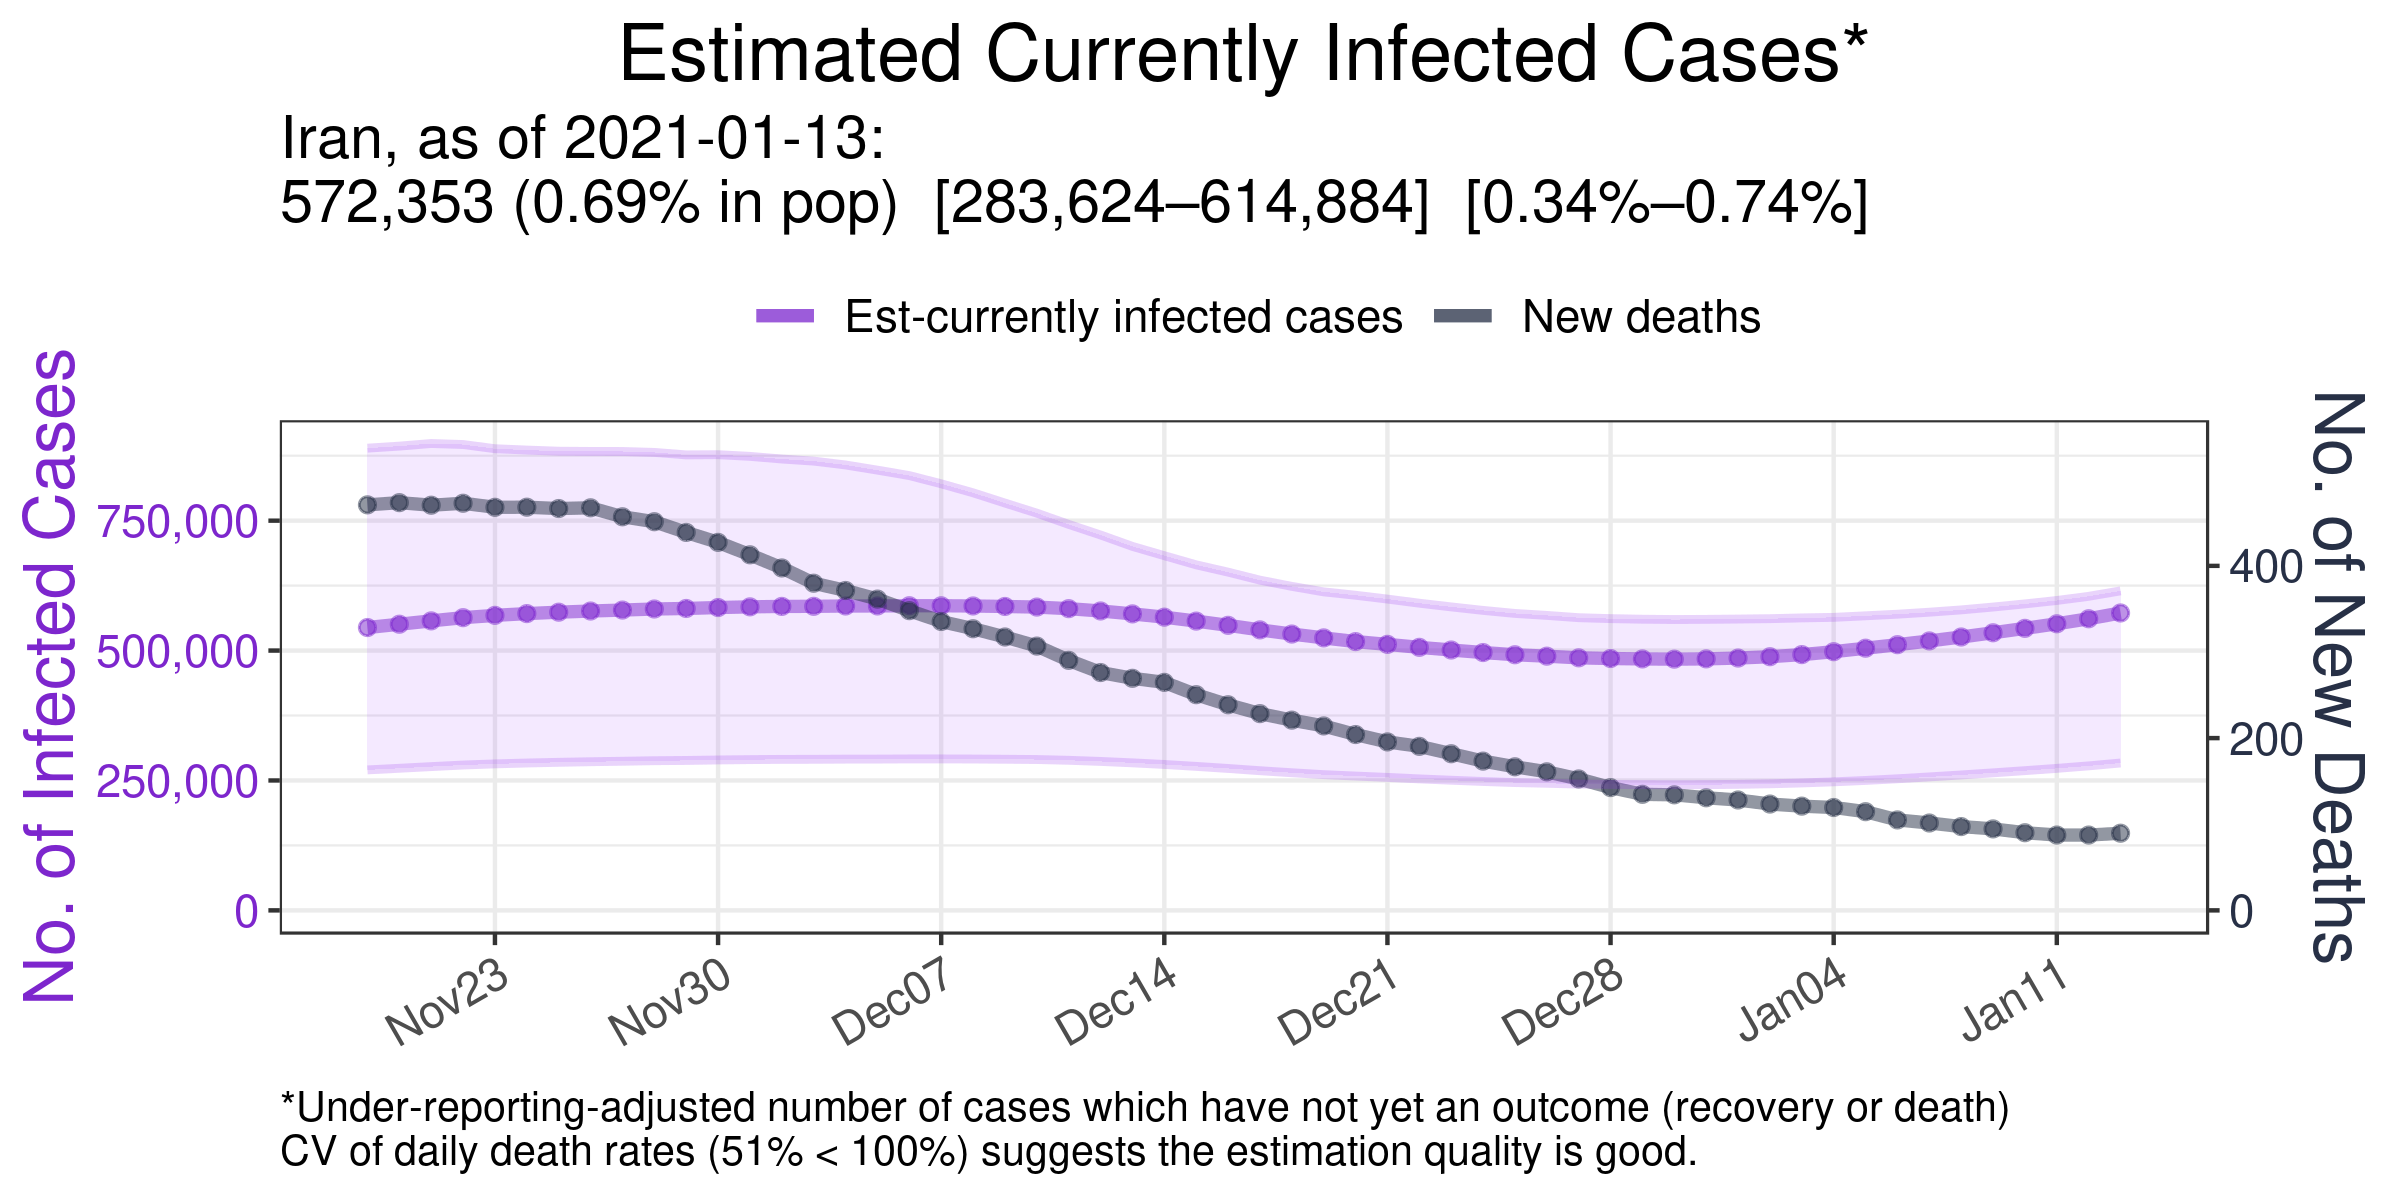 Estimated Currently Infected Cases*
Iran, as of 2021-01-13:
572,353 (0.69% in pop) [283,624–614,884] [0.34%–0.74%]
Est-currently infected cases
New deaths
No. of Infected Cases
750,000
500,000
250,000
0
400
200
0
No. of New Deaths
Nov23
Nov30
Dec07
Dec14
Dec21
Dec28
Jan04
Jan11
*Under-reporting-adjusted number of cases which have not yet an outcome (recovery or death)
CV of daily death rates (51% < 100%) suggests the estimation quality is good.